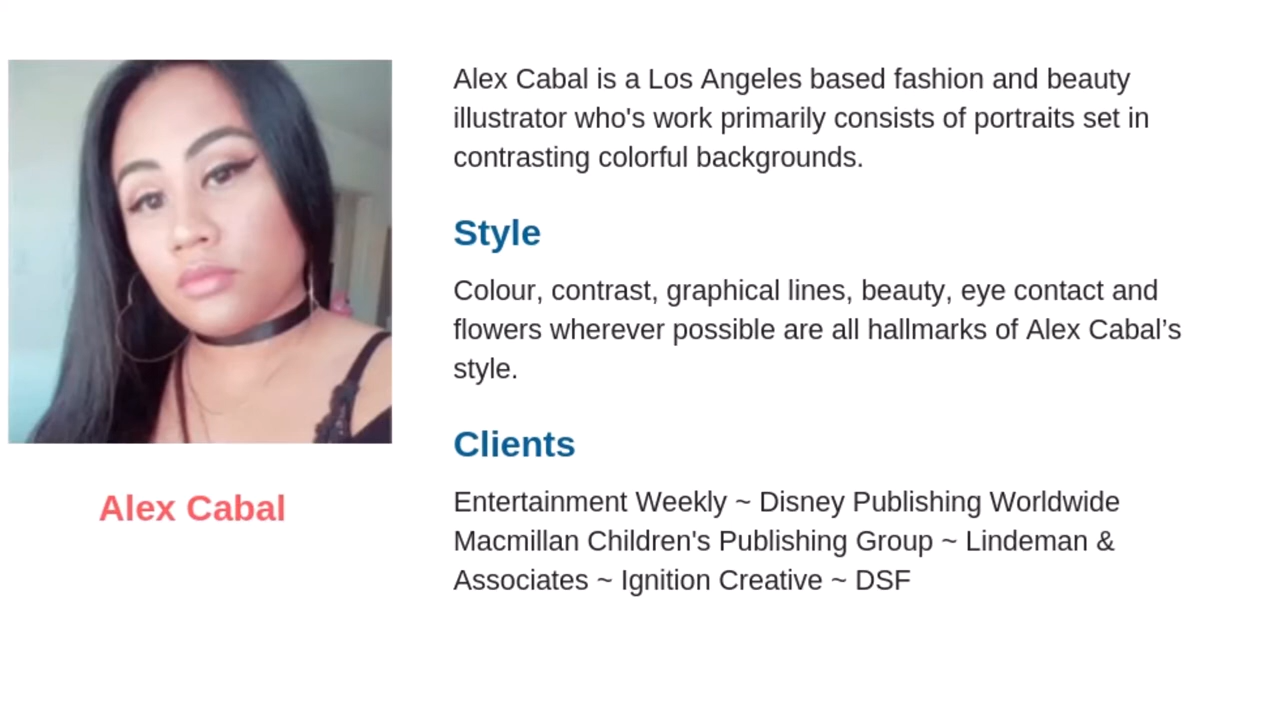 Alex Cabal is a Los Angeles based fashion and beauty
illustrator who's work primarily consists of portraits set in
contrasting colorful backgrounds.
Style
Colour, contrast, graphical lines, beauty, eye contact and
flowers wherever possible are all hallmarks of Alex Cabal’s
style.
Clients
Entertainment Weekly ~ Disney Publishing Worldwide
Macmillan Children's Publishing Group ~ Lindeman &
Associates ~ Ignition Creative ~ DSF
Alex Cabal